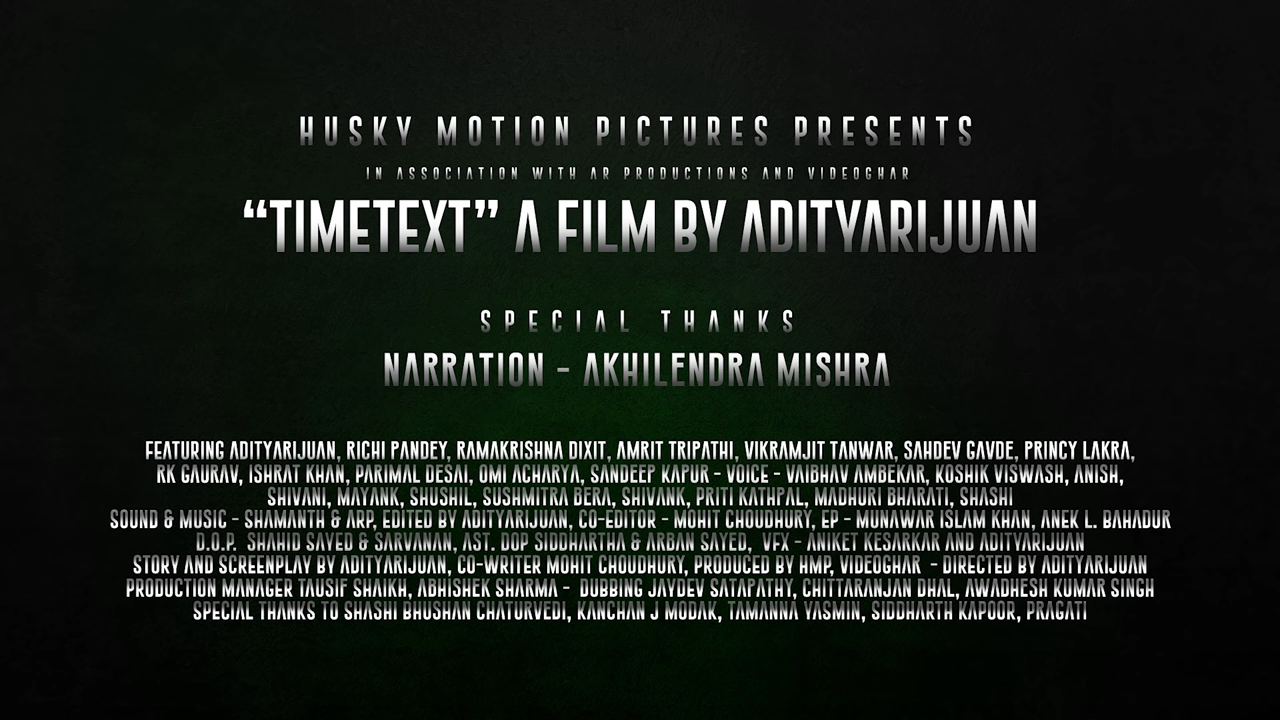 HUSKY MOTION PICTURES PRESENTS
IN ASSOCIATION WITH AR PRODUCTIONS AND VIDEOGHAR
“TIMETEXT” A FILM BY ADITYARIJUAN
SPECIAL THANKS
NARRATION - AKHILENDRA MISHRA
FEATURING ADITYARIJUAN, RICHI PANDEY, RAMAKRISHNA DIXIT, AMRIT TRIPATHI, VIKRAMJIT TANWAR, SAHDEV GAVDE, PRINCY LAKRA,
RK GAURAV, ISHRAT KHAN, PARIMAL DESAI, OMI ACHARYA, SANDEEP KAPUR - VOICE - VAIBHAV AMBEKAR, KOSHIK VISWASH, ANISH,
SHIVANI, MAYANK, SHUSHIL, SUSHMITRA BERA, SHIVANK, PRITI KATHPAL, MADHURI BHARATI, SHASHI
SOUND & MUSIC - SHAMANTH & ARP, EDITED BY ADITYARIJUAN, CO-EDITOR - MOHIT CHOUDHURY, EP - MUNAWAR ISLAM KHAN, ANEK L. BAHADUR
D.O.P. SHAHID SAYED & SARVANAN, AST. DOP SIDDHARTHA & ARBAN SAYED, VFX - ANIKET KESARKAR AND ADITYARIJUAN
STORY AND SCREENPLAY BY ADITYARIJUAN, CO-WRITER MOHIT CHOUDHURY, PRODUCED BY HMP, VIDEOGHAR - DIRECTED BY ADITYARIJUAN
PRODUCTION MANAGER TAUSIF SHAIKH, ABHISHEK SHARMA - DUBBING JAYDEV SATAPATHY, CHITTARANJAN DHAL, AWADHESH KUMAR SINGH
SPECIAL THANKS TO SHASHI BHUSHAN CHATURVEDI, KANCHAN J MODAK, TAMANNA YASMIN, SIDDHARTH KAPOOR, PRAGATI